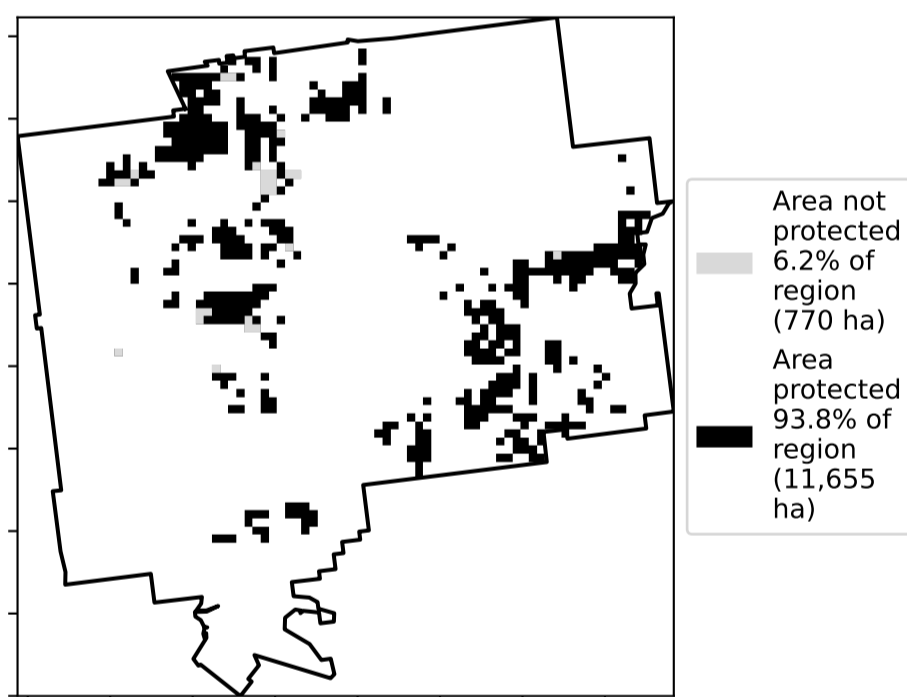 Area not
protected
6.2% of
region
(770 ha)
Area
protected
93.8% of
region
(11,655
ha)